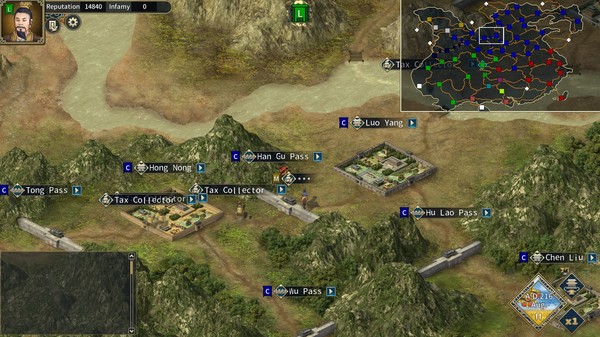 L
Reputation 14840 Infamy 0
L
C Luo Yang
C Han Gu Pass
C Hong Nong
M
C Tong Pass
Tax Collector
Tax Collector
C Hu Lao Pass
C Chen Liu
C Wu Pass
A.D.216
x1